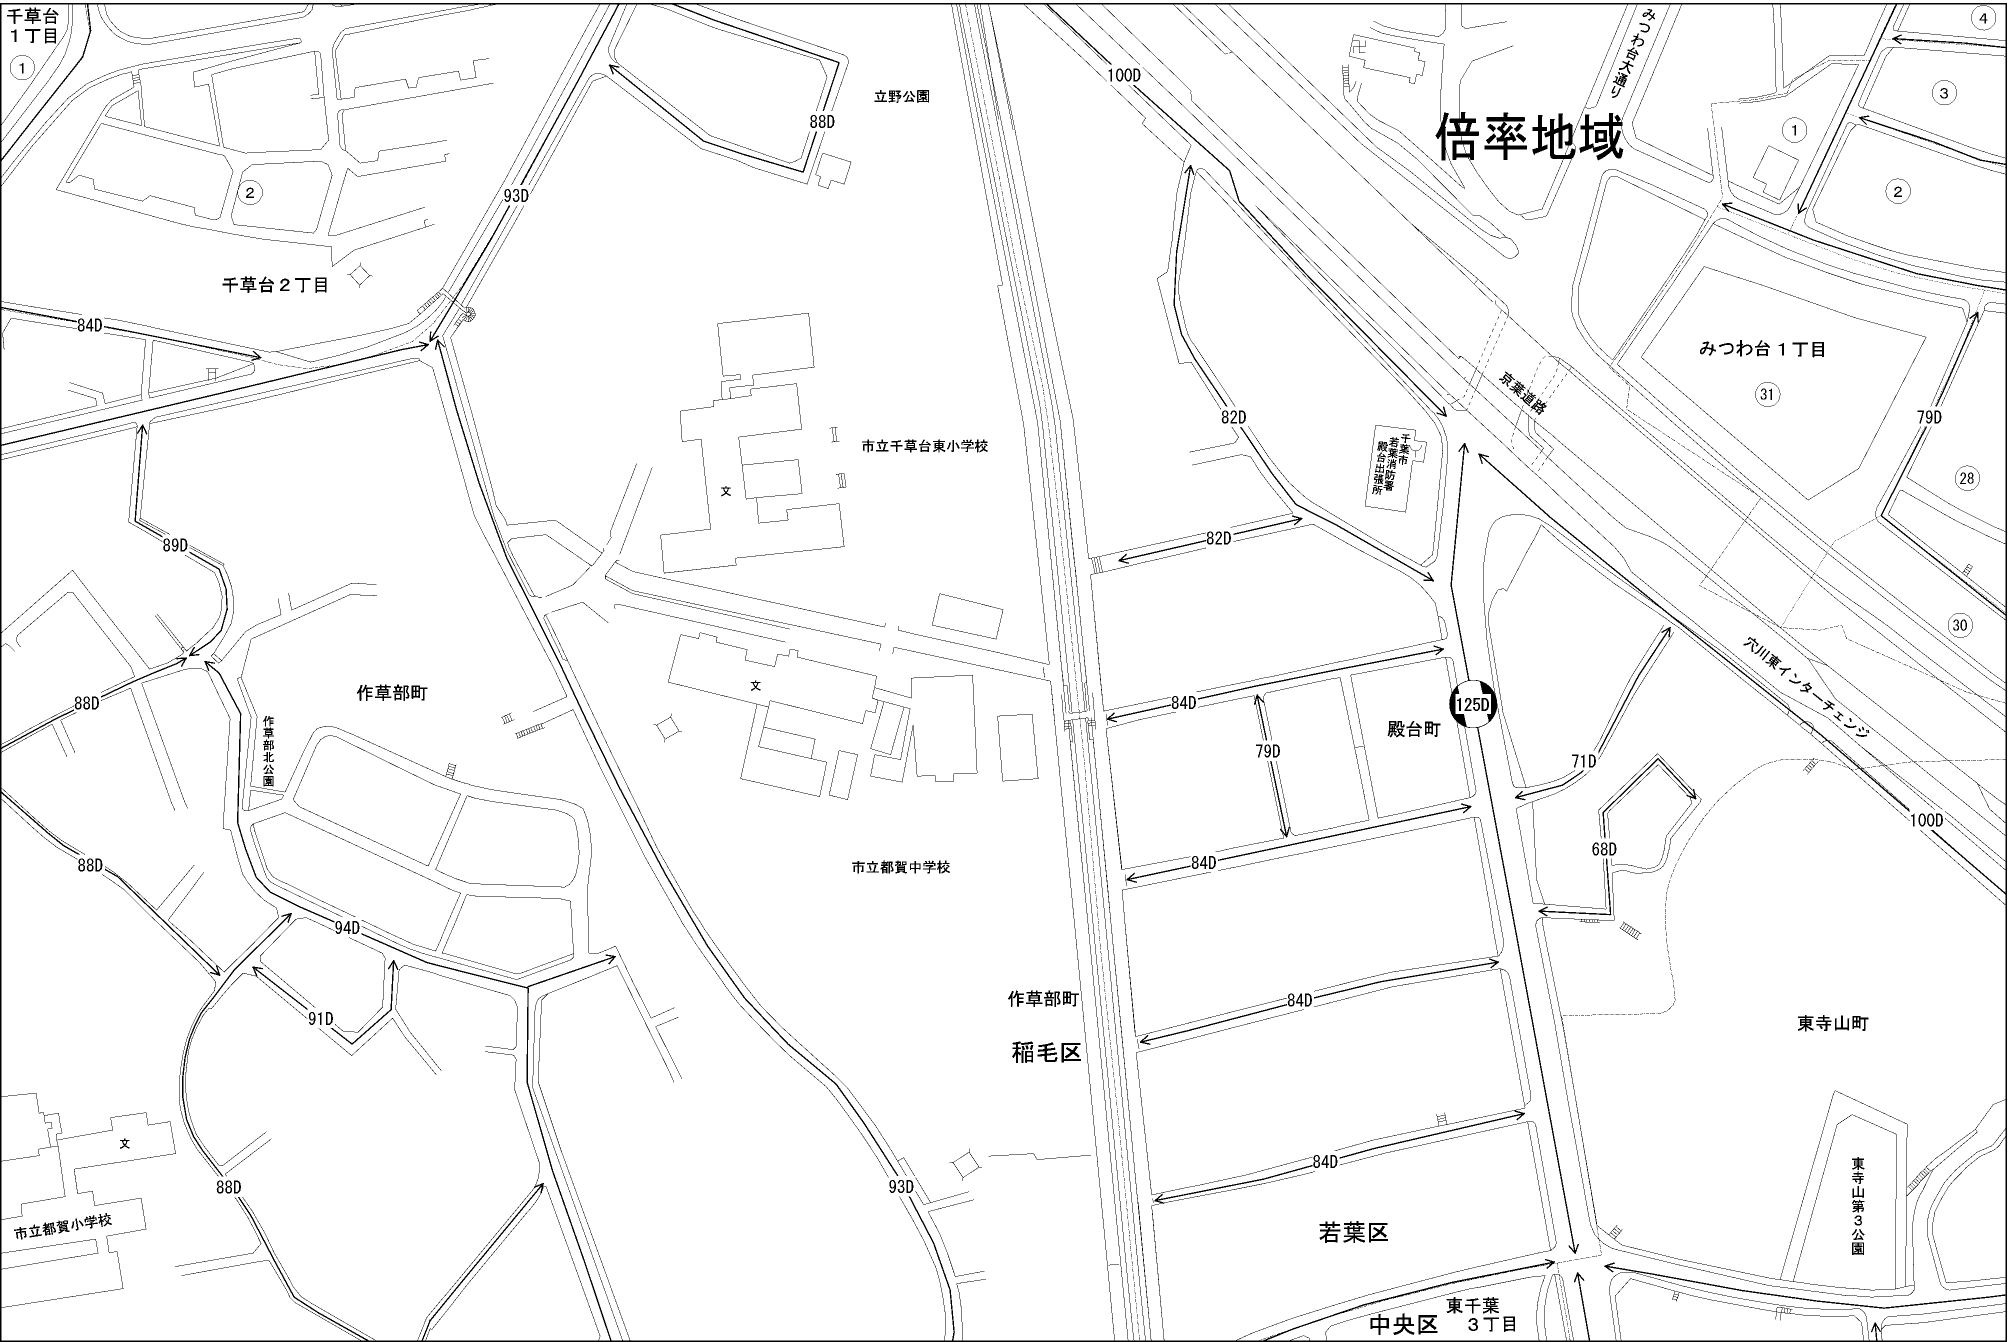 千草台
１丁目
1
100D
立野公園
88D
みつわ台大通り
倍率地域
4
3
1
2
2
93D
千草台２丁目
84D
みつわ台１丁目
31
京葉道路
79D
82D
千葉市
若葉消防署
殿台出張所
市立千草台東小学校
文
28
89D
82D
30
文
作草部町
88D
作草部北公園
84D
125D
殿台町
穴川東インターチェンジ
79D
71D
100D
68D
88D
84D
市立都賀中学校
94D
91D
作草部町
84D
稲毛区
東寺山町
文
88D
93D
84D
東寺山第３公園
市立都賀小学校
若葉区
中央区
東千葉
３丁目